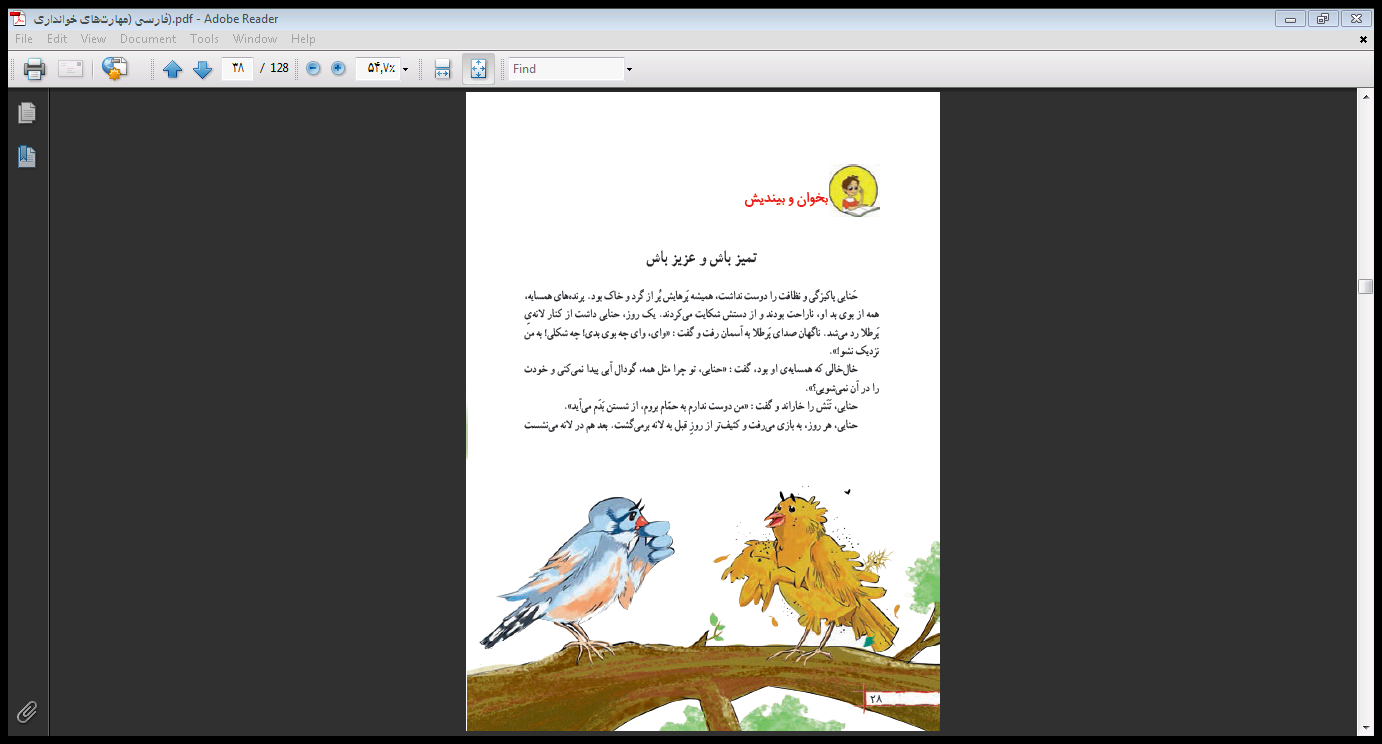 فارسی (مهارت‌های خوانداری).pdf - Adobe Reader
File Edit View Document Tools Window Help
۳۸ / 128 ۵۴,۷٪ Find
بخوان و بیندیش
تمیز باش و عزیز باش
حَنایی پاکیزگی و نظافت را دوست نداشت، همیشه پَرهایش پُر از گرد و خاک بود. پرنده‌های همسایه،
همه از بوی بد او، ناراحت بودند و از دستش شکایت می‌کردند. یک روز، حنایی داشت از کنار لانه‌یِ
پَرطلا رد می‌شد. ناگهان صدای پَرطلا به آسمان رفت و گفت : «وای، وای چه بوی بدی! چه شکلی! به من
نزدیک نشو!».
خال‌خالی که همسایه‌ی او بود، گفت : «حنایی، تو چرا مثل همه، گودال آبی پیدا نمی‌کنی و خودت
را در آن نمی‌شویی؟».
حنایی، تَنَش را خاراند و گفت : «من دوست ندارم به حمّام بروم، از شستن بَدَم می‌آید».
حنایی، هر روز، به بازی می‌رفت و کثیف‌تر از روزِ قبل به لانه برمی‌گشت. بعد هم در لانه می‌نشست
۲۸